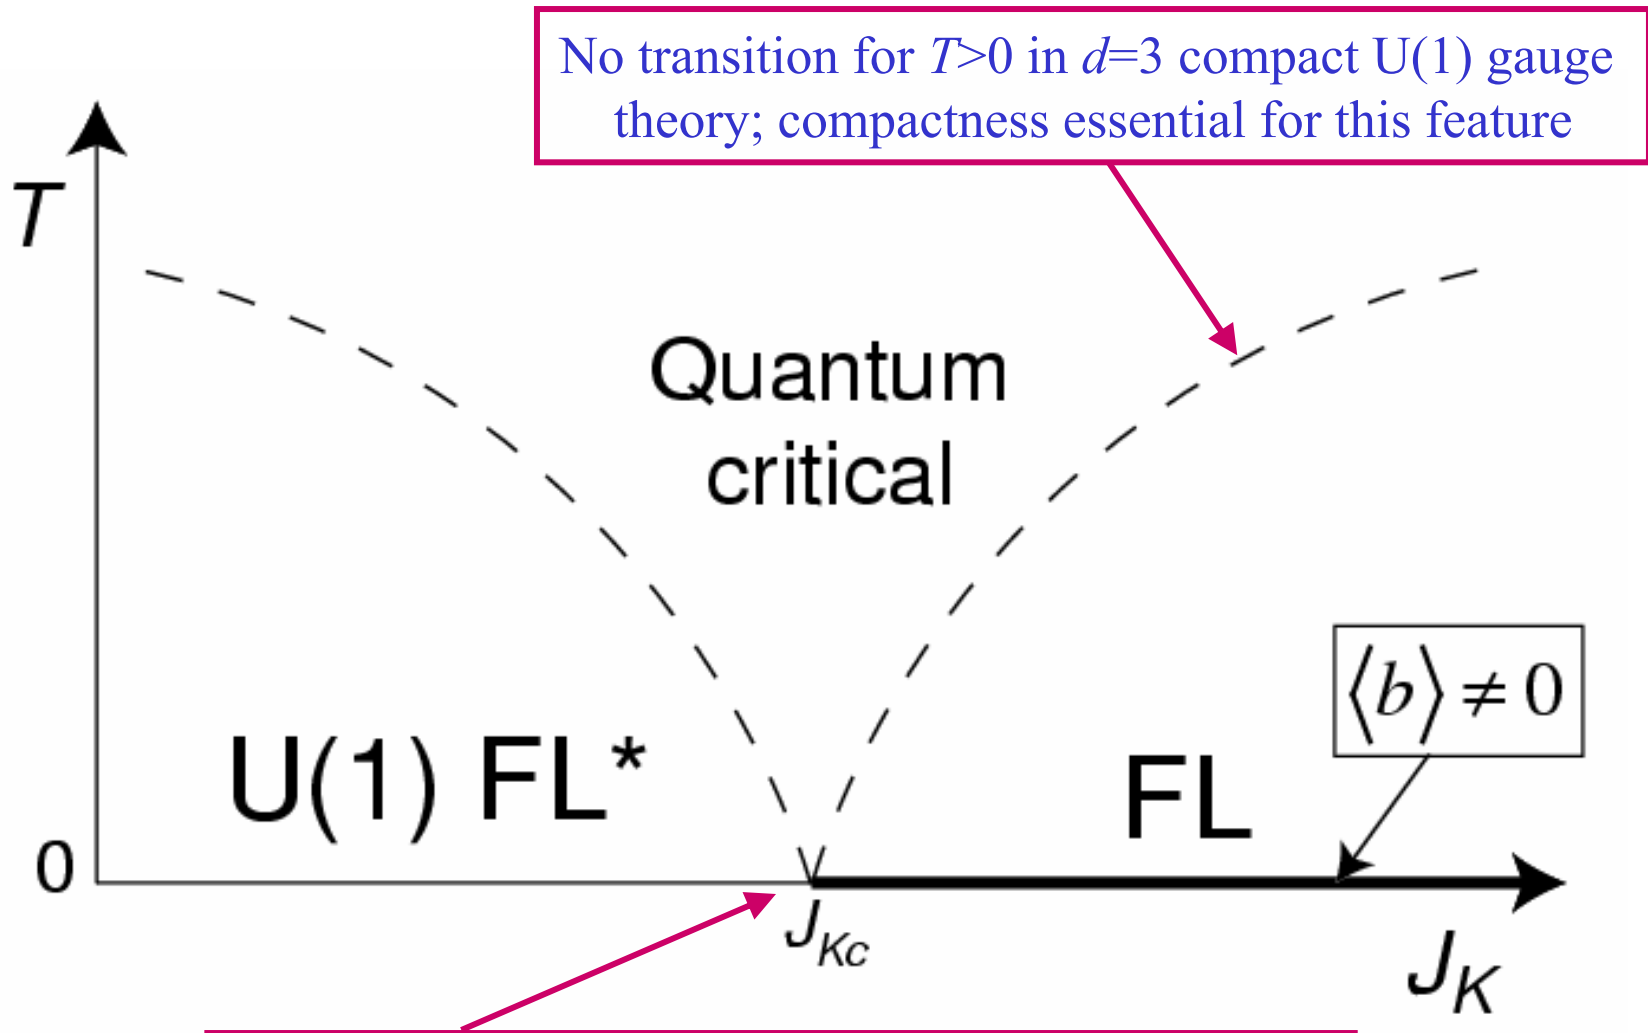 No transition for T>0 in d=3 compact U(1) gauge
theory; compactness essential for this feature
T
Quantum
critical
⟨b⟩ ≠ 0
U(1) FL*
FL
0
J_Kc
J_K